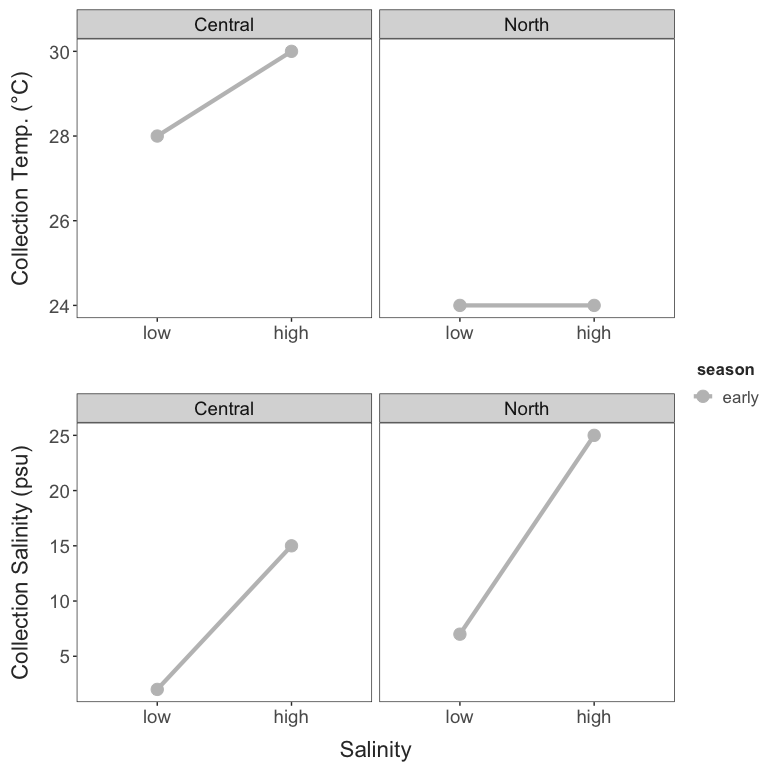 Central
North
Collection Temp. (°C)
30
28
26
24
low
high
low
high
season
early
Central
North
Collection Salinity (psu)
25
20
15
10
5
low
high
low
high
Salinity